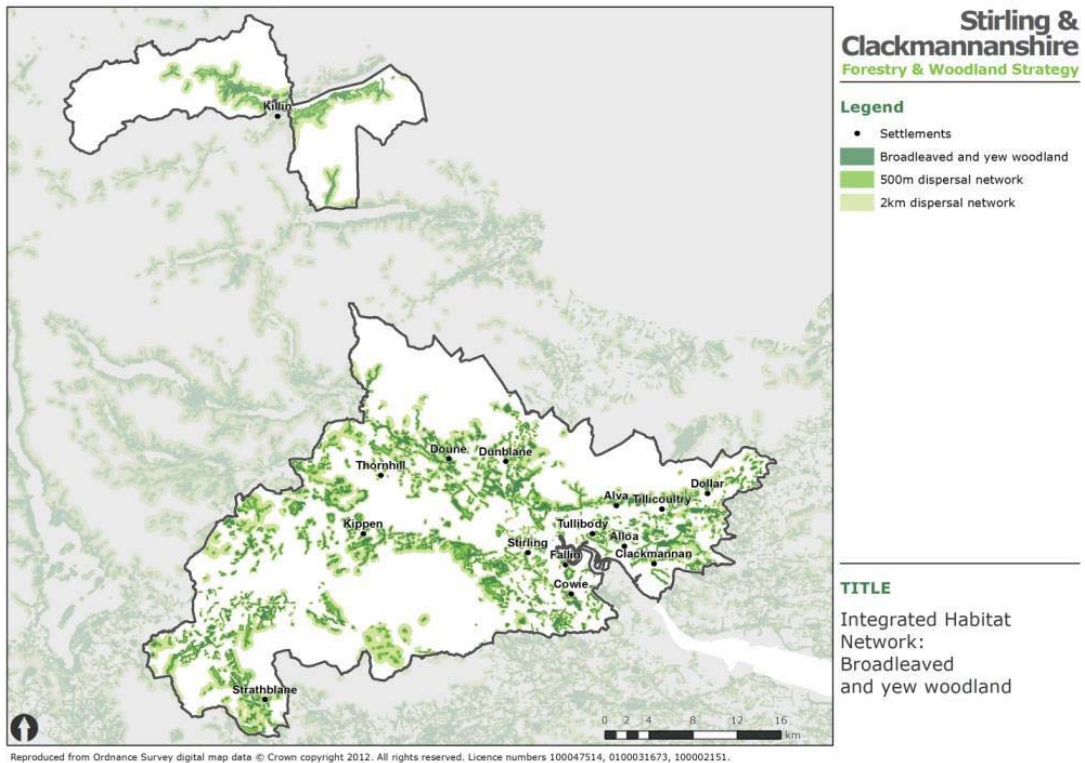 Stirling &
Clackmannanshire
Forestry & Woodland Strategy
Legend
Settlements
Broadleaved and yew woodland
500m dispersal network
2km dispersal network
Killin
Doune
Dunblane
Thornhill
Dollar
Alva
Tillicoultry
Kippen
Tullibody
Stirling
Alloa
Fallin
Clackmannan
Cowie
Strathblane
0 2 4 8 12 16
km
TITLE
Integrated Habitat
Network:
Broadleaved
and yew woodland
Reproduced from Ordnance Survey digital map data © Crown copyright 2012. All rights reserved. Licence numbers 100047514, 0100031673, 100002151.